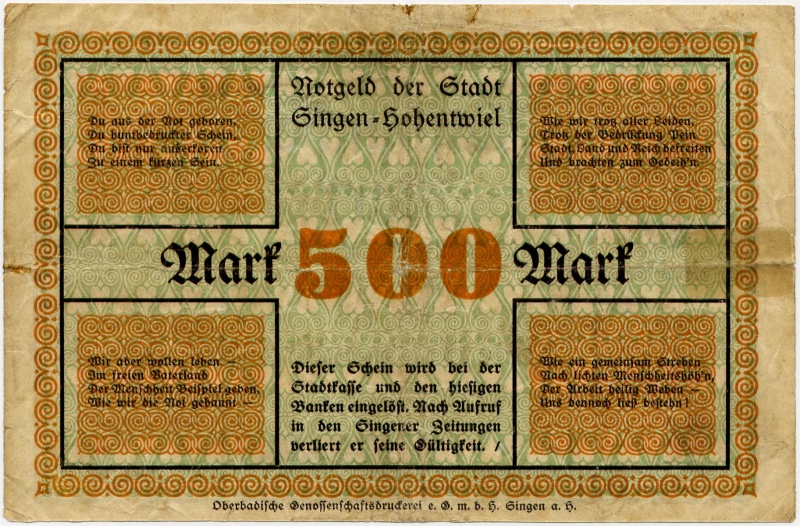 Notgeld der Stadt
Singen-Hohentwiel
Du aus der Not geboren,
Du buntbedruckter Schein,
Du bist nur auserkoren
Zu einem kurzen Sein.
Wie wir troß aller Leiden,
Troß der Bedrückung Pein
Stadt, Land und Reich befreiten
Und brachten zum Gedeih'n.
Mark 500 Mark
Wir aber wollen leben –
Im freien Vaterland
Der Menschheit Beispiel geben,
Wie wir die Not gebannt –
Dieser Schein wird bei der
Stadtkasse und den hiesigen
Banken eingelöst. Nach Aufruf
in den Singener Zeitungen
verliert er seine Gültigkeit. /
Wie ein gemeinsam Streben
Nach lichten Menschheitshöh'n,
Der Arbeit heilig Weben –
Uns dennoch ließ bestehn!
Oberbadische Genossenschaftsdruckerei e. G. m. b. H. Singen a. H.